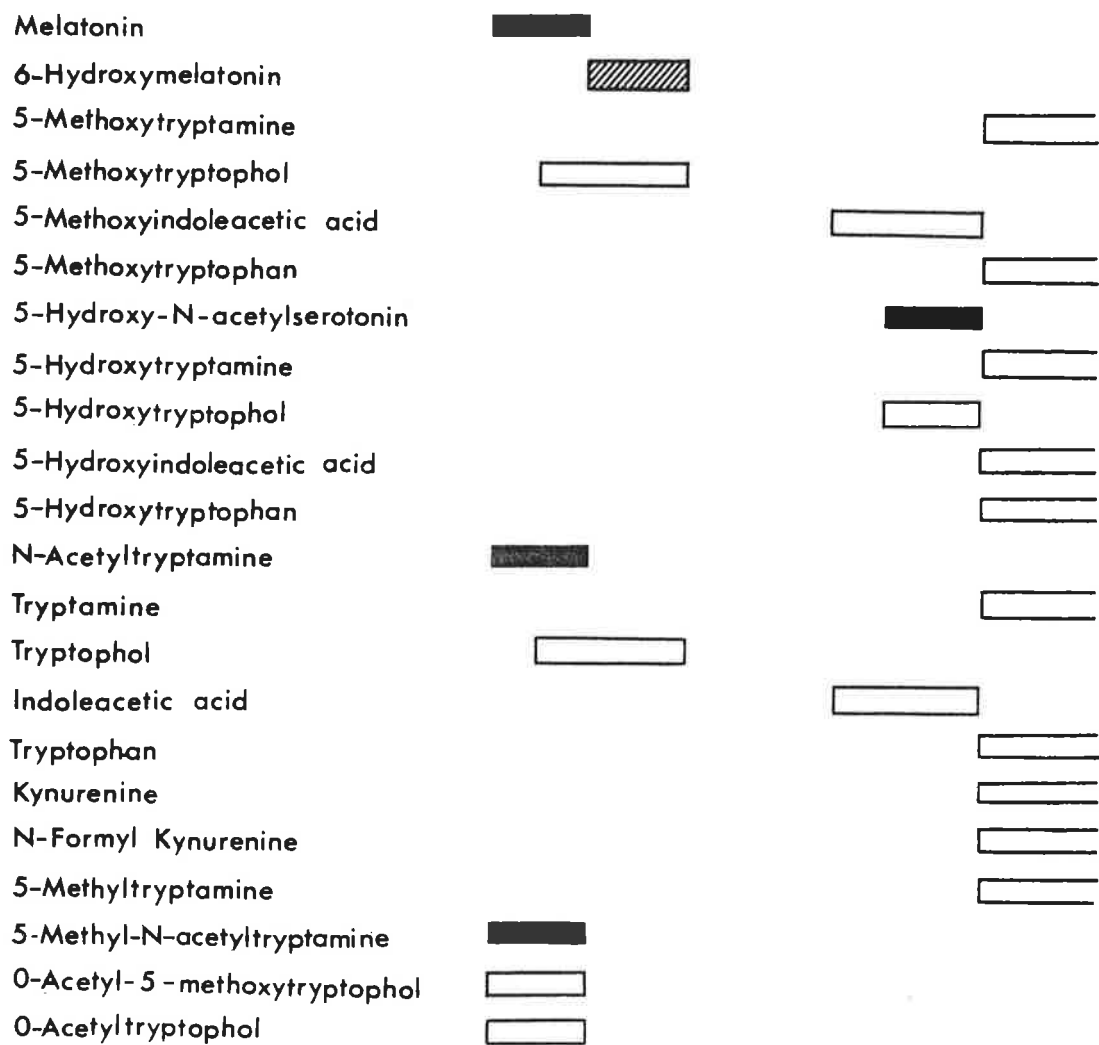 Melatonin
6-Hydroxymelatonin
5-Methoxytryptamine
5-Methoxytryptophol
5-Methoxyindoleacetic acid
5-Methoxytryptophan
5-Hydroxy-N-acetylserotonin
5-Hydroxytryptamine
5-Hydroxytryptophol
5-Hydroxyindoleacetic acid
5-Hydroxytryptophan
N-Acetyltryptamine
Tryptamine
Tryptophol
Indoleacetic acid
Tryptophan
Kynurenine
N-Formyl Kynurenine
5-Methyltryptamine
5-Methyl-N-acetyltryptamine
O-Acetyl-5-methoxytryptophol
O-Acetyltryptophol